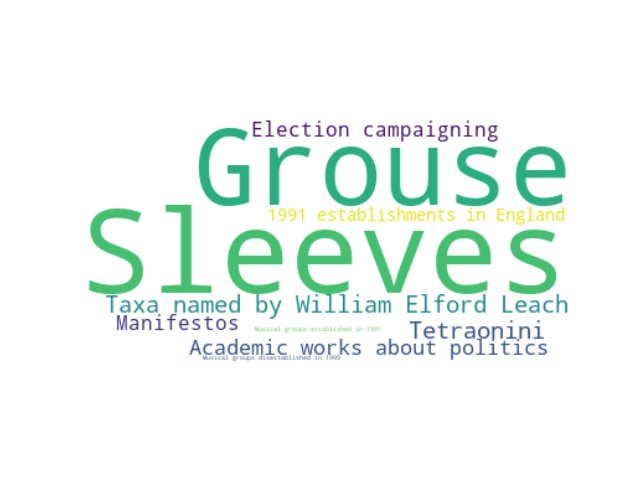 Election campaigning
Grouse
1991 establishments in England
Sleeves
Taxa named by William Elford Leach
Manifestos
Musical groups established in 1991
Tetraonini
Academic works about politics
Musical groups disestablished in 1999